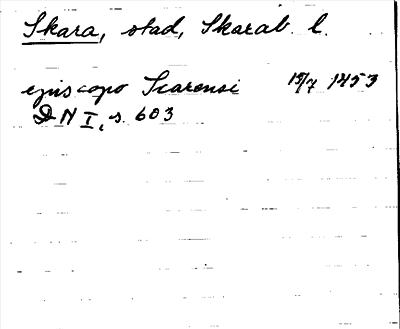 Skara, stad, Skarab. l.
episcopo Scarensi 15/7 1453
DN I, s. 603